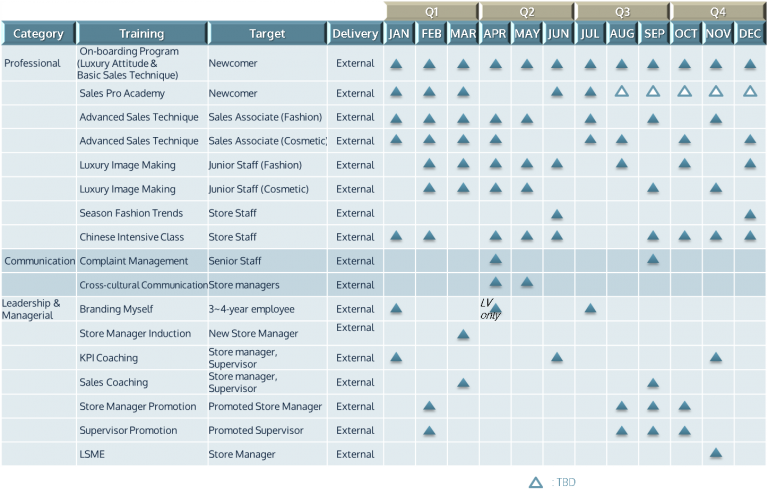 Q1 Q2 Q3 Q4
Category Training Target Delivery JAN FEB MAR APR MAY JUN JUL AUG SEP OCT NOV DEC
Professional On-boarding Program
(Luxury Attitude &
Basic Sales Technique) Newcomer External
Sales Pro Academy Newcomer External
Advanced Sales Technique Sales Associate (Fashion) External
Advanced Sales Technique Sales Associate (Cosmetic) External
Luxury Image Making Junior Staff (Fashion) External
Luxury Image Making Junior Staff (Cosmetic) External
Season Fashion Trends Store Staff External
Chinese Intensive Class Store Staff External
Communication Complaint Management Senior Staff External
Cross-cultural Communication Store managers External
Leadership &
Managerial Branding Myself 3~4-year employee External LV
only
Store Manager Induction New Store Manager External
KPI Coaching Store manager,
Supervisor External
Sales Coaching Store manager,
Supervisor External
Store Manager Promotion Promoted Store Manager External
Supervisor Promotion Promoted Supervisor External
LSME Store Manager External
: TBD